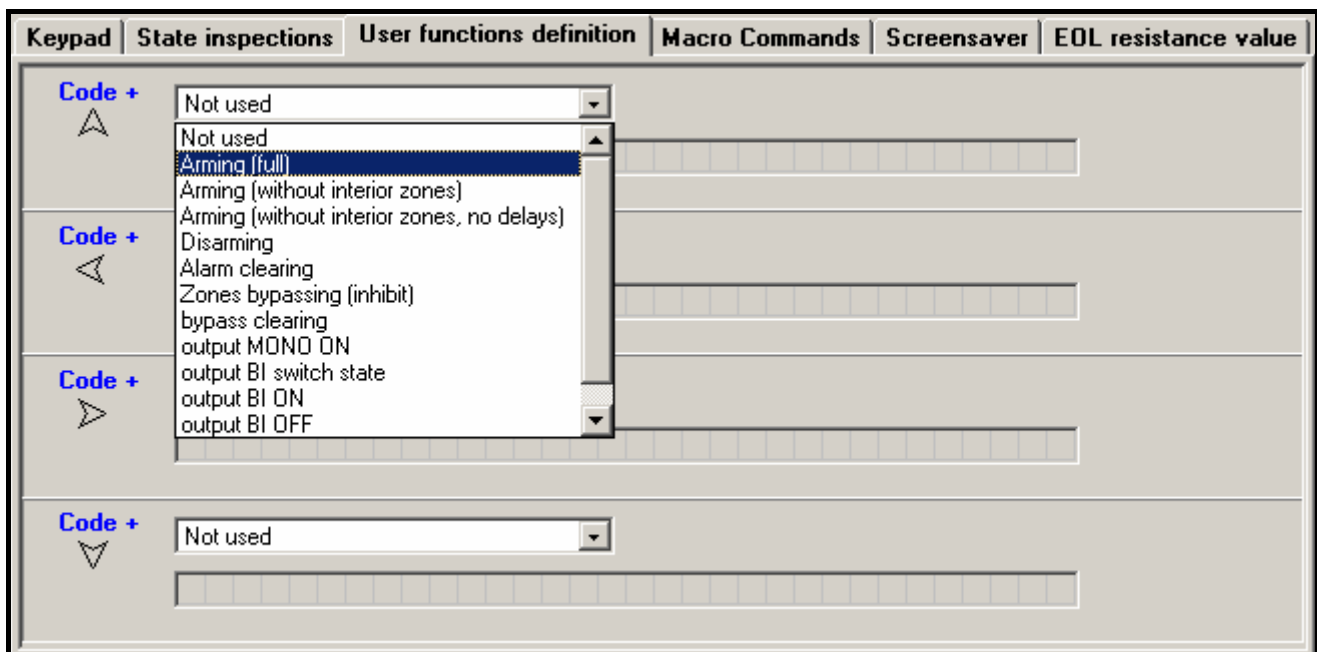 Keypad State inspections User functions definition Macro Commands Screensaver EOL resistance value
Code +
Not used
Not used
Arming (full)
Arming (without interior zones)
Arming (without interior zones, no delays)
Disarming
Alarm clearing
Zones bypassing (inhibit)
bypass clearing
output MONO ON
output BI switch state
output BI ON
output BI OFF
Code +
Code +
Code +
Not used